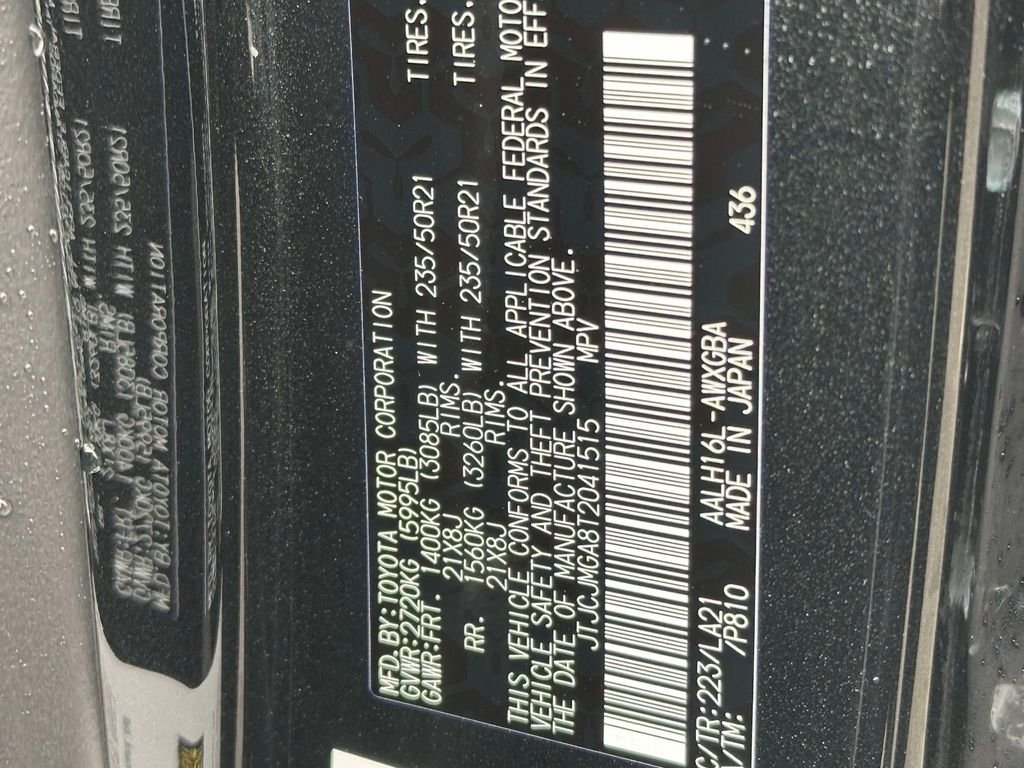 MFD.BY:TOYOTA MOTOR CORPORATION
GVWR:2720KG (5995LB)
GAWR:FRT. 1400KG (3085LB) WITH 235/50R21 TIRES.
21X8J RIMS.
RR. 1560KG (3260LB) WITH 235/50R21 TIRES.
21X8J RIMS.
THIS VEHICLE CONFORMS TO ALL APPLICABLE FEDERAL MOTO
VEHICLE SAFETY AND THEFT PREVENTION STANDARDS IN EFF
THE DATE OF MANUFACTURE SHOWN ABOVE.
JTJCJMGA8T2041515 MPV
C/TR:223/LA21 AALH16L-AWXGBA
/TM: /P810 MADE IN JAPAN 436